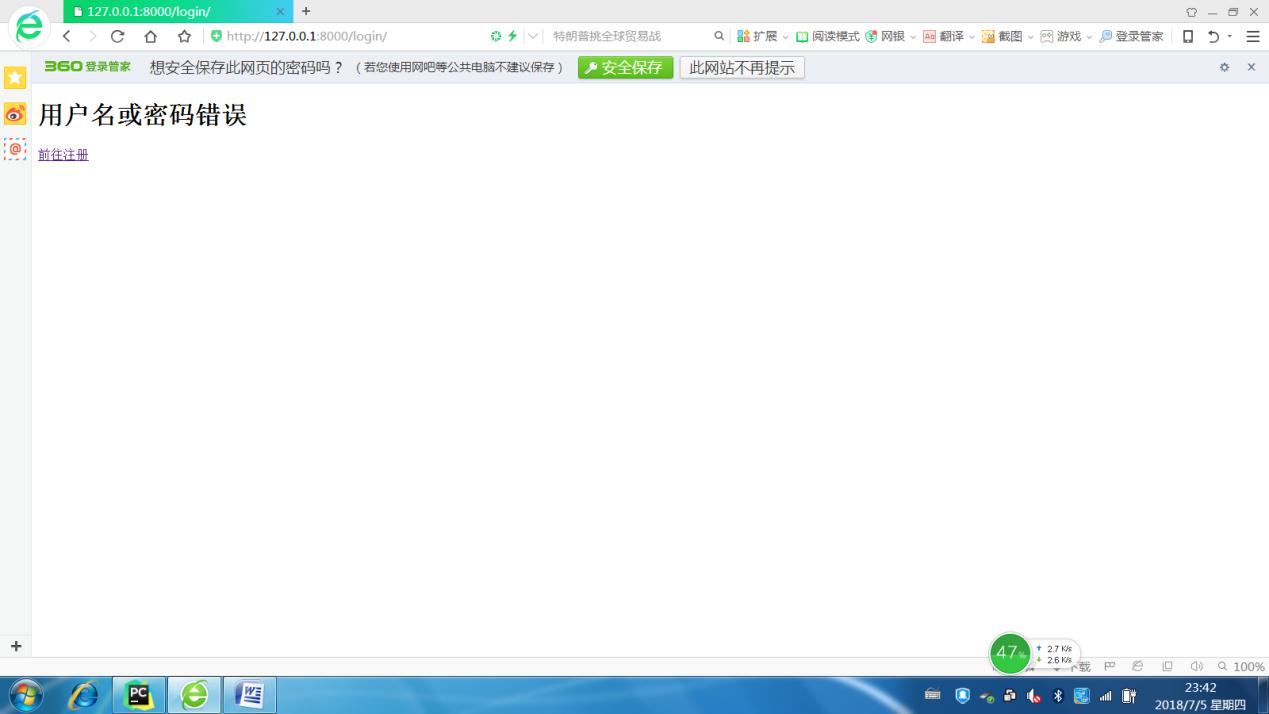 127.0.0.1:8000/login/
http://127.0.0.1:8000/login/
特朗普挑全球贸易战
扩展
阅读模式
网银
翻译
截图
游戏
登录管家
360登录管家
想安全保存此网页的密码吗？
（若您使用网吧等公共电脑不建议保存）
安全保存
此网站不再提示
用户名或密码错误
前往注册
47%
2.7 K/s
2.6 K/s
下载
100%
PC
23:42
2018/7/5 星期四